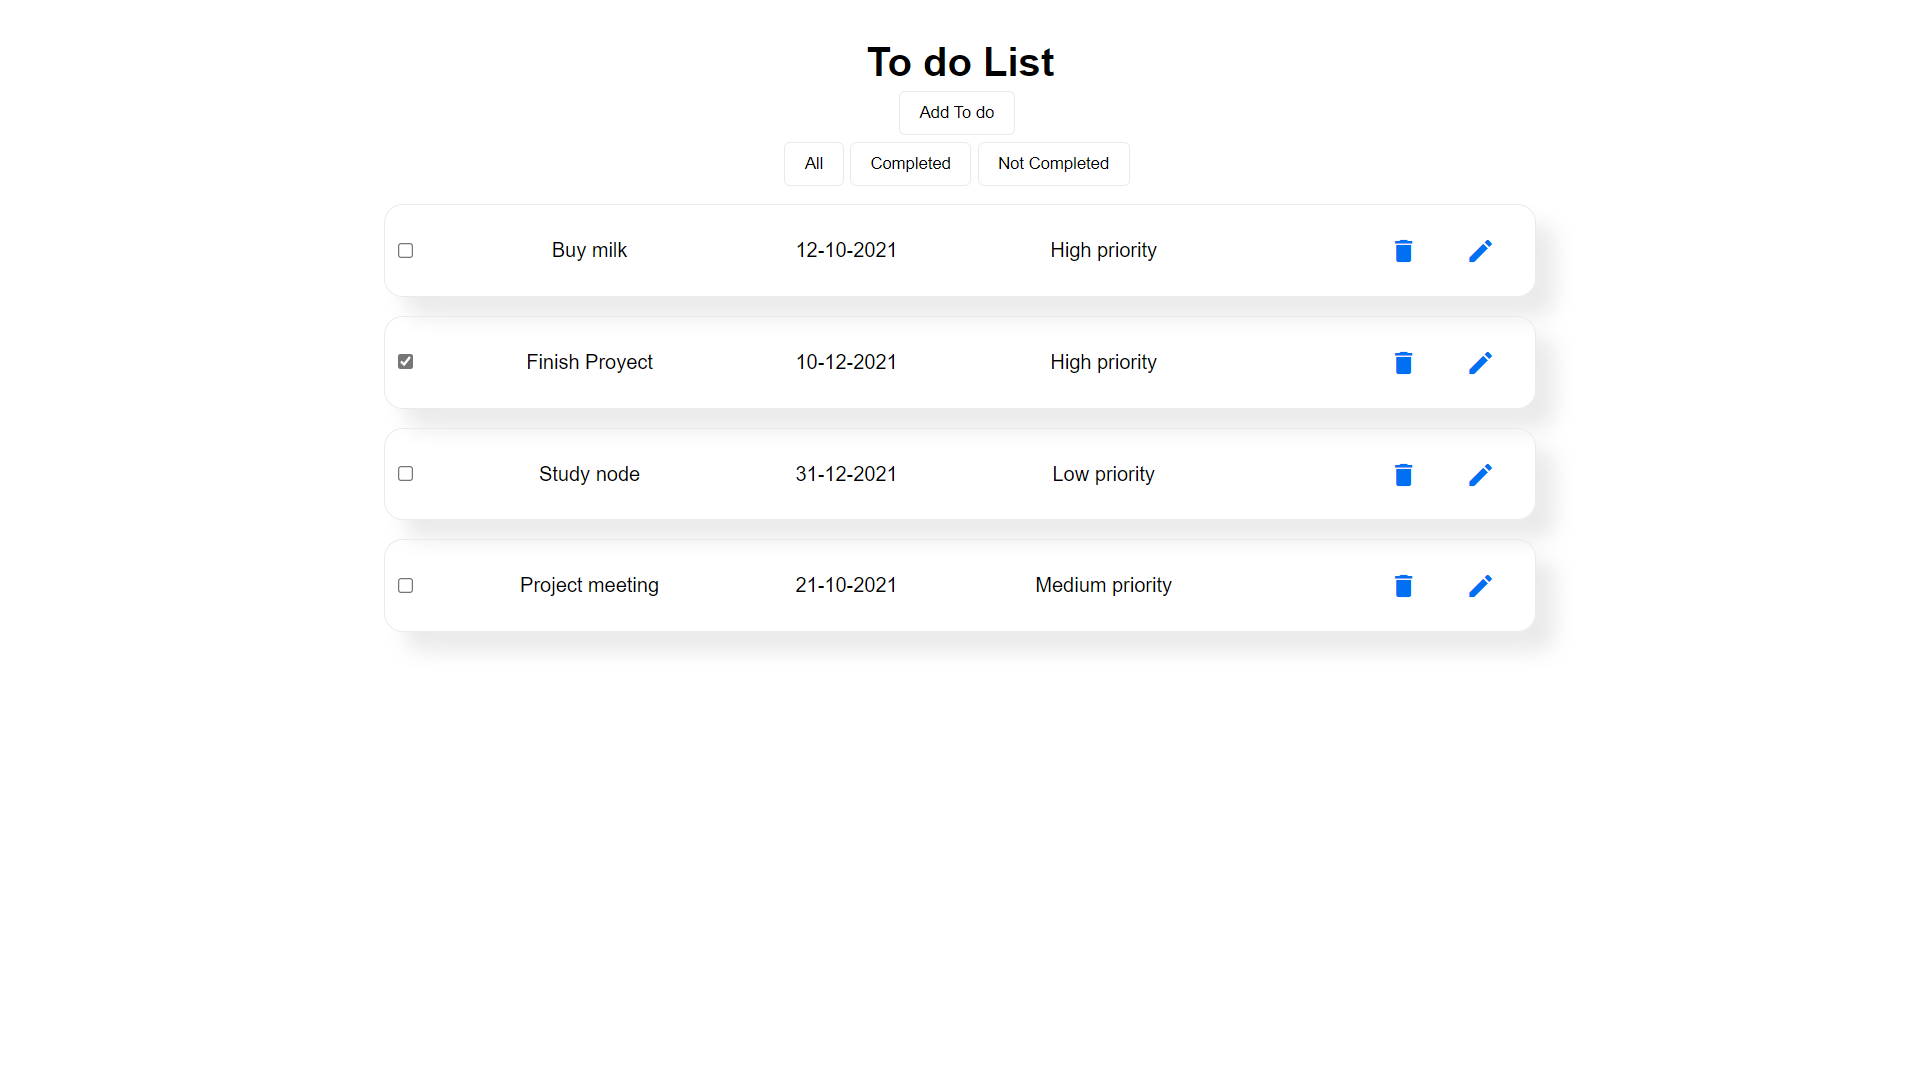 To do List
Add To do
All Completed Not Completed
Buy milk 12-10-2021 High priority
Finish Proyect 10-12-2021 High priority
Study node 31-12-2021 Low priority
Project meeting 21-10-2021 Medium priority